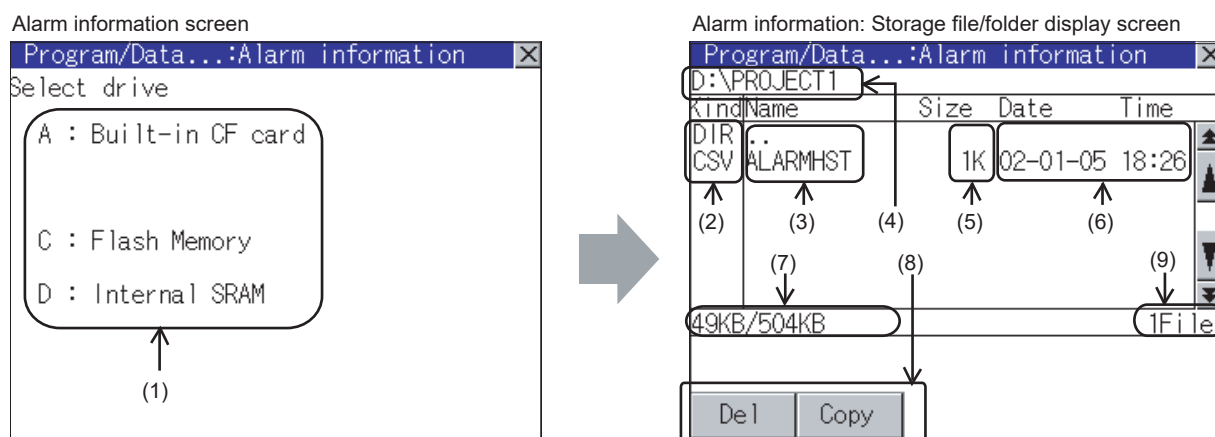 Alarm information screen
Program/Data...:Alarm information
Select drive
A : Built-in CF card
C : Flash Memory
D : Internal SRAM
(1)
Alarm information: Storage file/folder display screen
Program/Data...:Alarm information
D:\PROJECT1
Kind Name Size Date Time
DIR ..
CSV ALARMHST 1K 02-01-05 18:26
(2) (3) (4) (5) (6)
(7) (8) (9)
49KB/504KB 1File
Del Copy